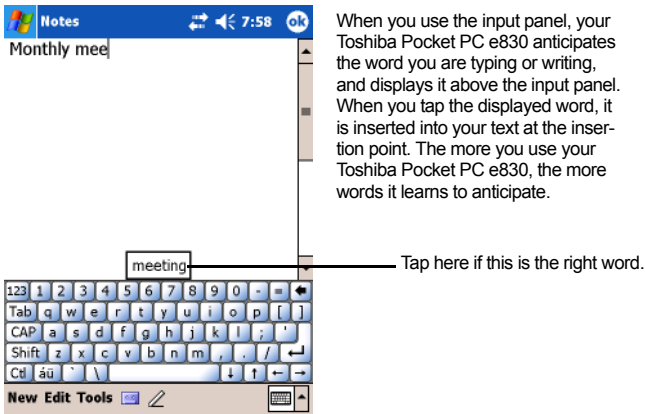 Notes 7:58 ok
Monthly mee
When you use the input panel, your
Toshiba Pocket PC e830 anticipates
the word you are typing or writing,
and displays it above the input panel.
When you tap the displayed word, it
is inserted into your text at the inser-
tion point. The more you use your
Toshiba Pocket PC e830, the more
words it learns to anticipate.
meeting
Tap here if this is the right word.
123 1 2 3 4 5 6 7 8 9 0 - =
Tab q w e r t y u i o p [ ]
CAP a s d f g h j k l ; '
Shift z x c v b n m , . /
Ctl áü ` \
New Edit Tools